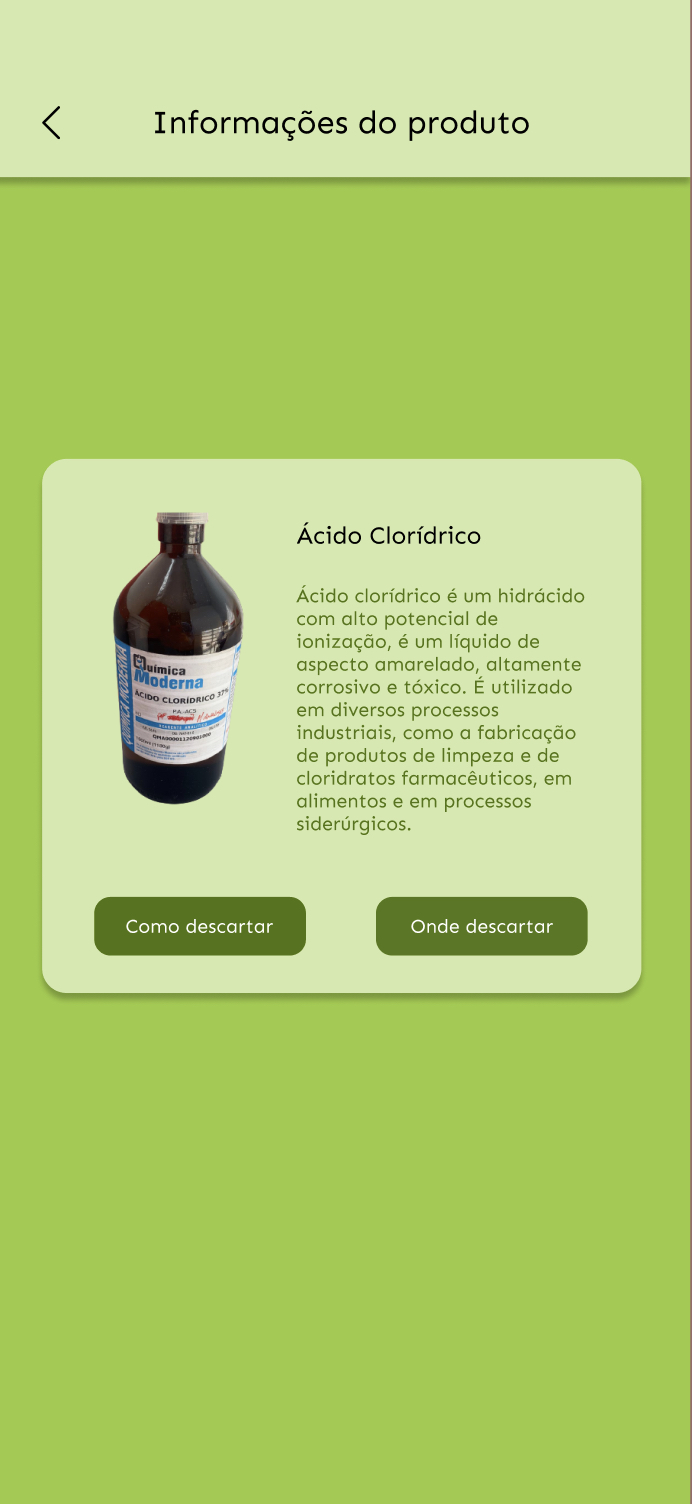 Informações do produto
Ácido Clorídrico
Ácido clorídrico é um hidrácido
com alto potencial de
ionização, é um líquido de
aspecto amarelado, altamente
corrosivo e tóxico. É utilizado
em diversos processos
industriais, como a fabricação
de produtos de limpeza e de
cloridratos farmacêuticos, em
alimentos e em processos
siderúrgicos.
QUÍMICA MODERNA
Química
Moderna
ÁCIDO CLORÍDRICO 37%
P.A. ACS
Como descartar
Onde descartar